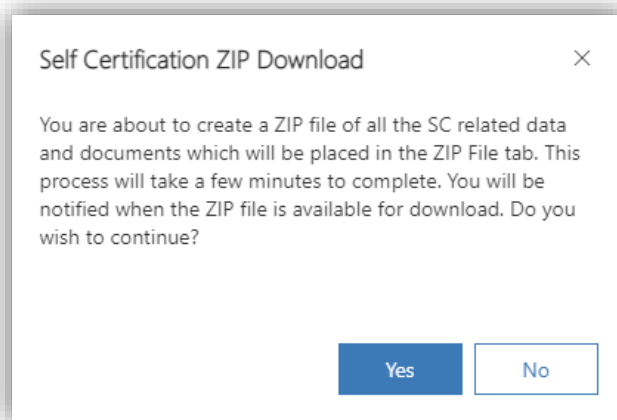 Self Certification ZIP Download
You are about to create a ZIP file of all the SC related data
and documents which will be placed in the ZIP File tab. This
process will take a few minutes to complete. You will be
notified when the ZIP file is available for download. Do you
wish to continue?
Yes
No